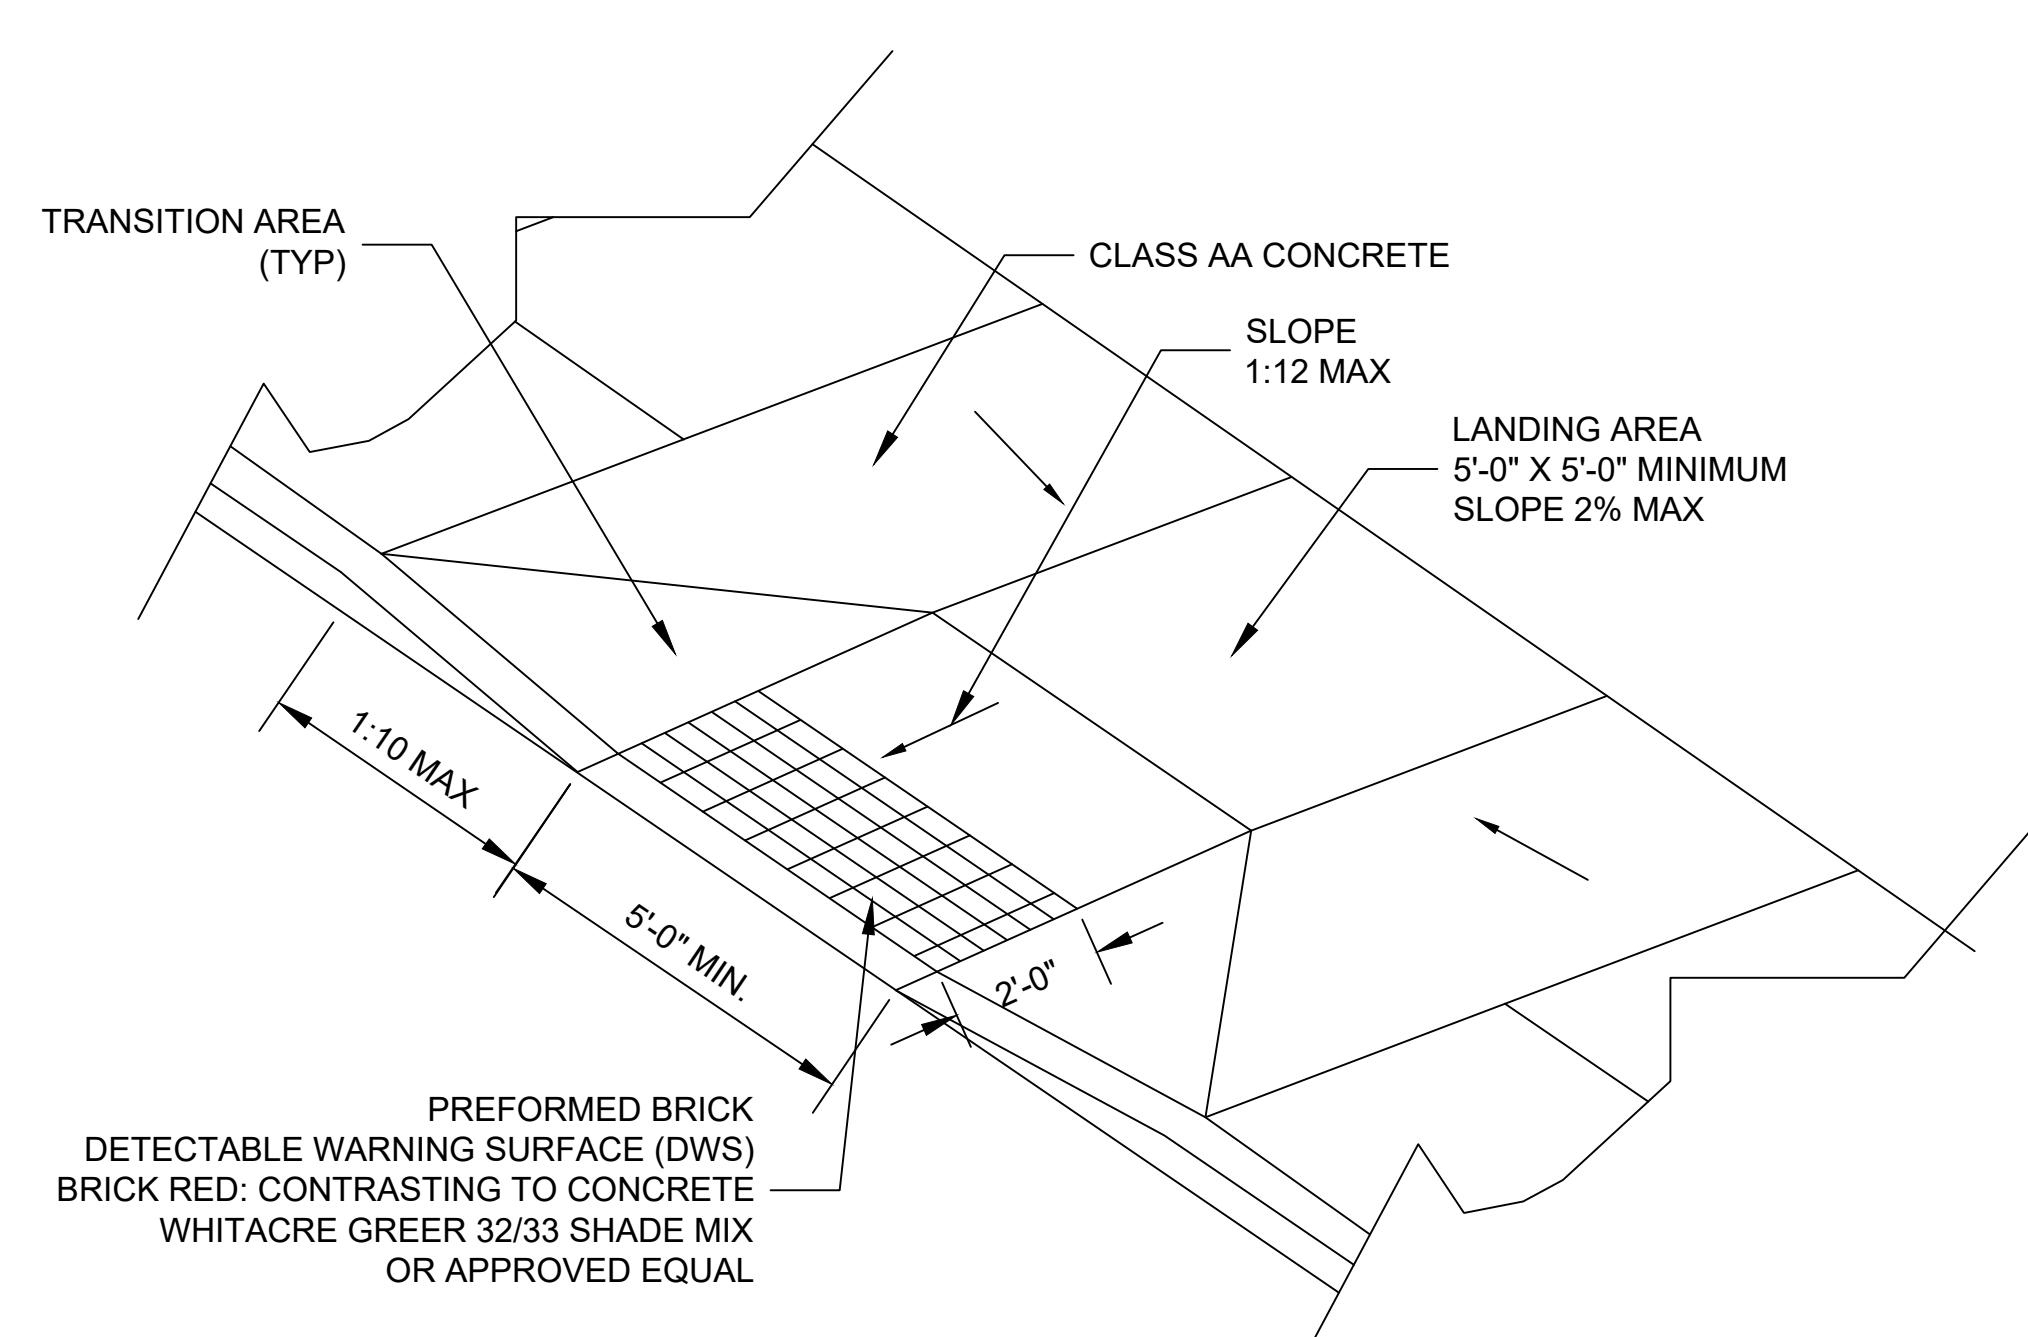 TRANSITION AREA
(TYP)
CLASS AA CONCRETE
SLOPE
1:12 MAX
LANDING AREA
5'-0" X 5'-0" MINIMUM
SLOPE 2% MAX
1:10 MAX
5'-0" MIN.
2'-0"
PREFORMED BRICK
DETECTABLE WARNING SURFACE (DWS)
BRICK RED: CONTRASTING TO CONCRETE
WHITACRE GREER 32/33 SHADE MIX
OR APPROVED EQUAL